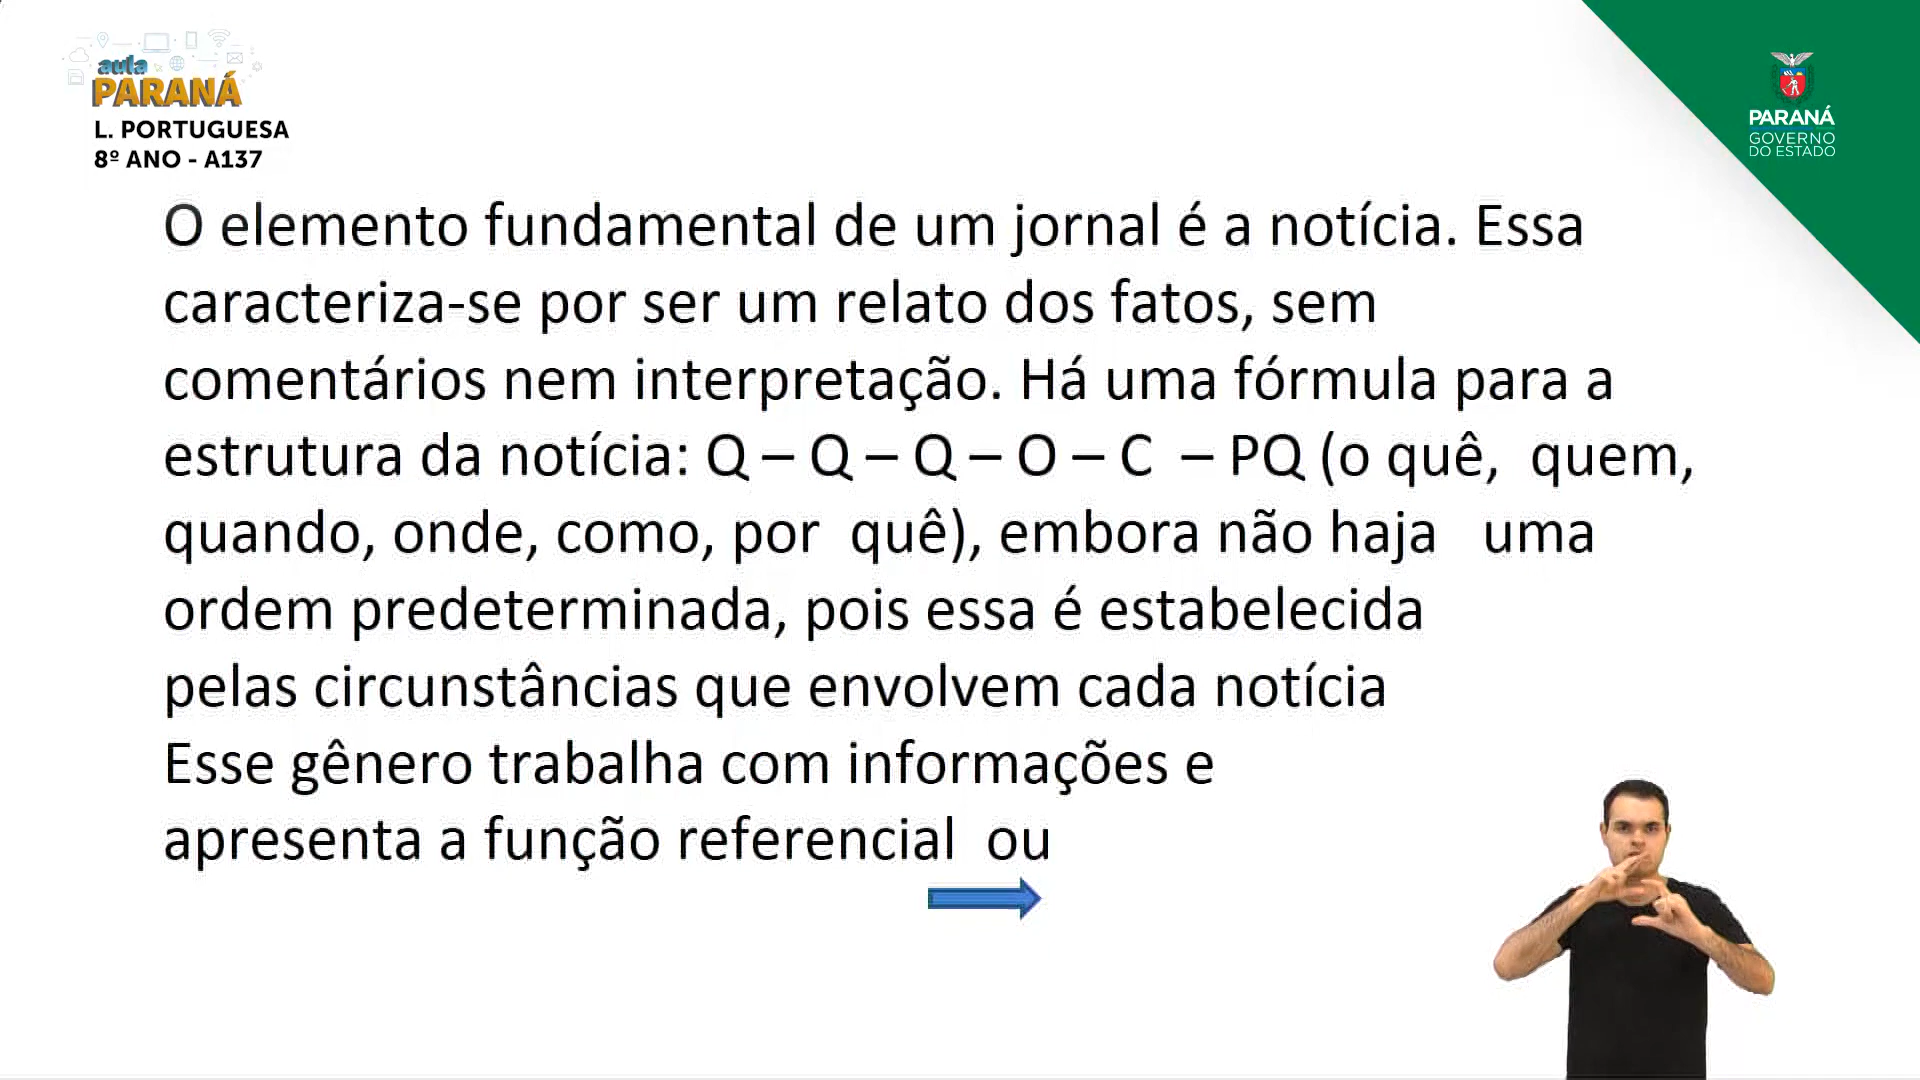 aula
PARANÁ
L. PORTUGUESA
8º ANO - A137
PARANÁ
GOVERNO
DO ESTADO
O elemento fundamental de um jornal é a notícia. Essa
caracteriza-se por ser um relato dos fatos, sem
comentários nem interpretação. Há uma fórmula para a
estrutura da notícia: Q – Q – Q – O – C – PQ (o quê, quem,
quando, onde, como, por quê), embora não haja uma
ordem predeterminada, pois essa é estabelecida
pelas circunstâncias que envolvem cada notícia
Esse gênero trabalha com informações e
apresenta a função referencial ou